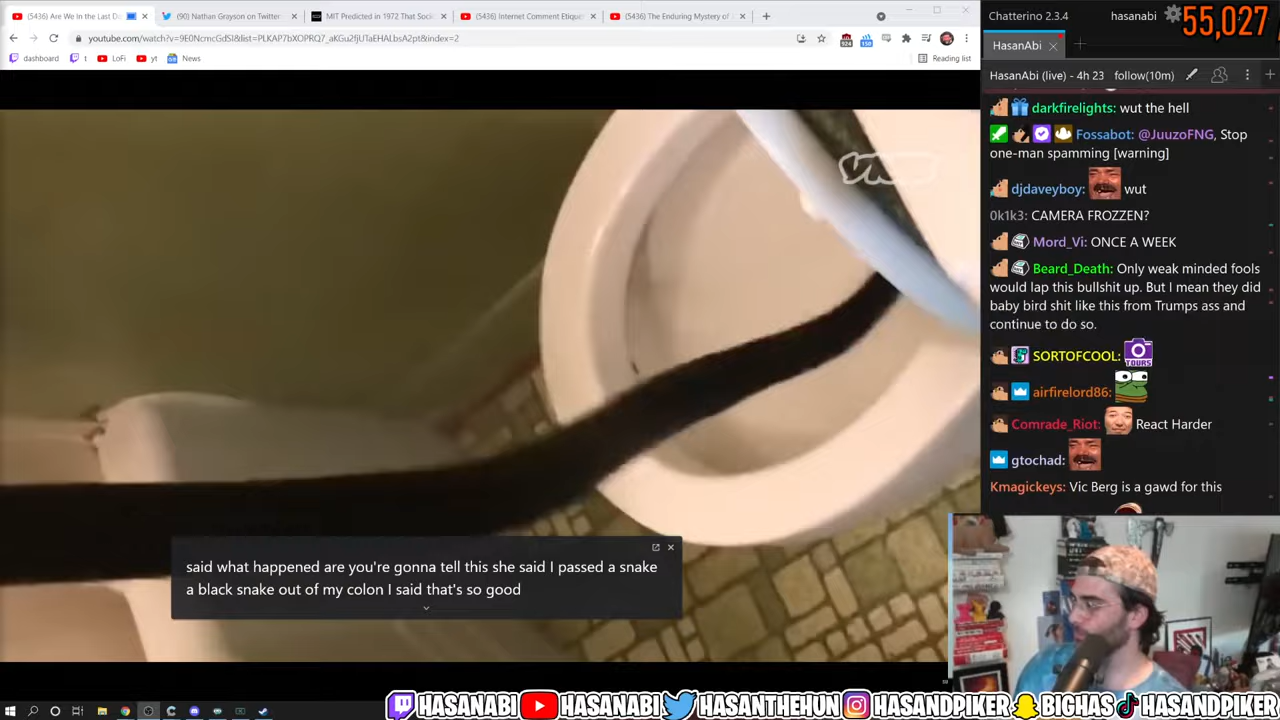 (5436) Are We In the Last Da
(90) Nathan Grayson on Twitter
MIT Predicted in 1972 That Soci
(5436) Internet Comment Etique
(5436) The Enduring Mystery of J
youtube.com/watch?v=9E0NcmcGdSI&list=PLKAP7bXOPRQ7_aKGu2fjUTaEHALbsA2pt&index=2
924
150
dashboard
t
LoFi
yt
News
Reading list
VICE
said what happened are you're gonna tell this she said I passed a snake
a black snake out of my colon I said that's so good
Chatterino 2.3.4
hasanabi
55,027
HasanAbi
HasanAbi (live) - 4h 23
follow(10m)
darkfirelights: wut the hell
Fossabot: @JuuzoFNG, Stop
one-man spamming [warning]
djdaveyboy: wut
0k1k3: CAMERA FROZZEN?
Mord_Vi: ONCE A WEEK
Beard_Death: Only weak minded fools
would lap this bullshit up. But I mean they did
baby bird shit like this from Trumps ass and
continue to do so.
SORTOFCOOL:
TOURS
airfirelord86:
Comrade_Riot: React Harder
gtochad:
Kmagickeys: Vic Berg is a gawd for this
HASANABI HASANABI HASANTHEHUN HASANDPIKER BIGHAS HASANDPIKER